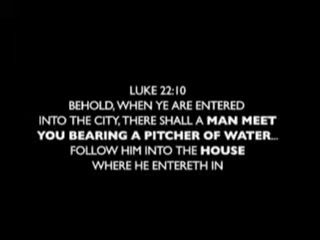 LUKE 22:10
BEHOLD, WHEN YE ARE ENTERED
INTO THE CITY, THERE SHALL A MAN MEET
YOU BEARING A PITCHER OF WATER...
FOLLOW HIM INTO THE HOUSE
WHERE HE ENTERETH IN